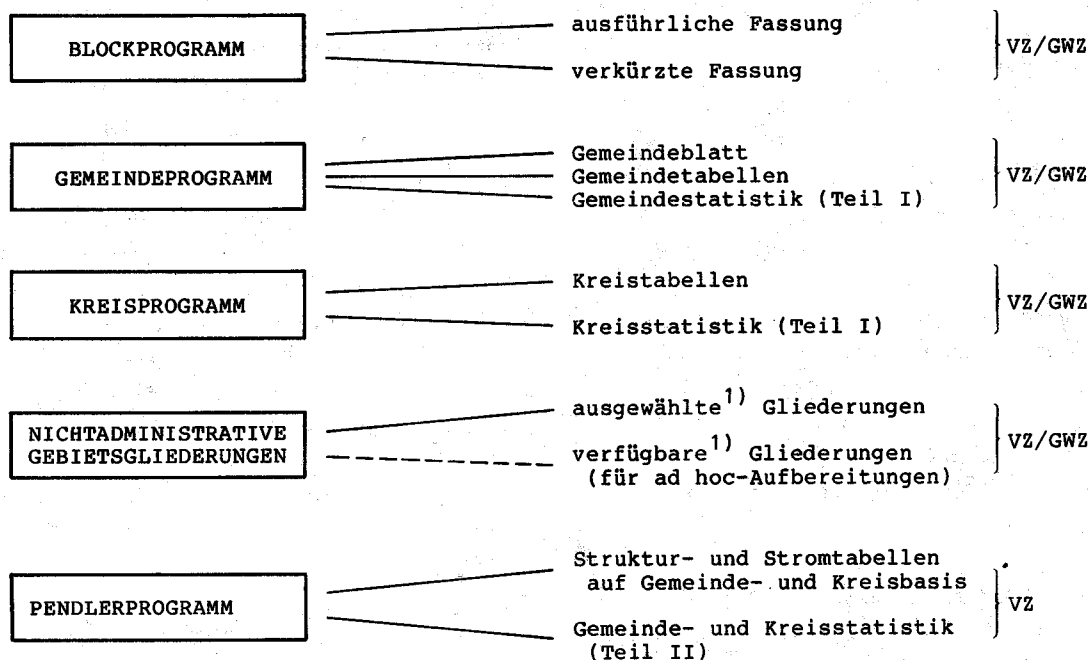 BLOCKPROGRAMM
ausführliche Fassung
verkürzte Fassung
VZ/GWZ
GEMEINDEPROGRAMM
Gemeindeblatt
Gemeindetabellen
Gemeindestatistik (Teil I)
VZ/GWZ
KREISPROGRAMM
Kreistabellen
Kreisstatistik (Teil I)
VZ/GWZ
NICHTADMINISTRATIVE
GEBIETSGLIEDERUNGEN
ausgewählte1) Gliederungen
verfügbare1) Gliederungen
(für ad hoc-Aufbereitungen)
VZ/GWZ
PENDLERPROGRAMM
Struktur- und Stromtabellen
auf Gemeinde- und Kreisbasis
Gemeinde- und Kreisstatistik
(Teil II)
VZ